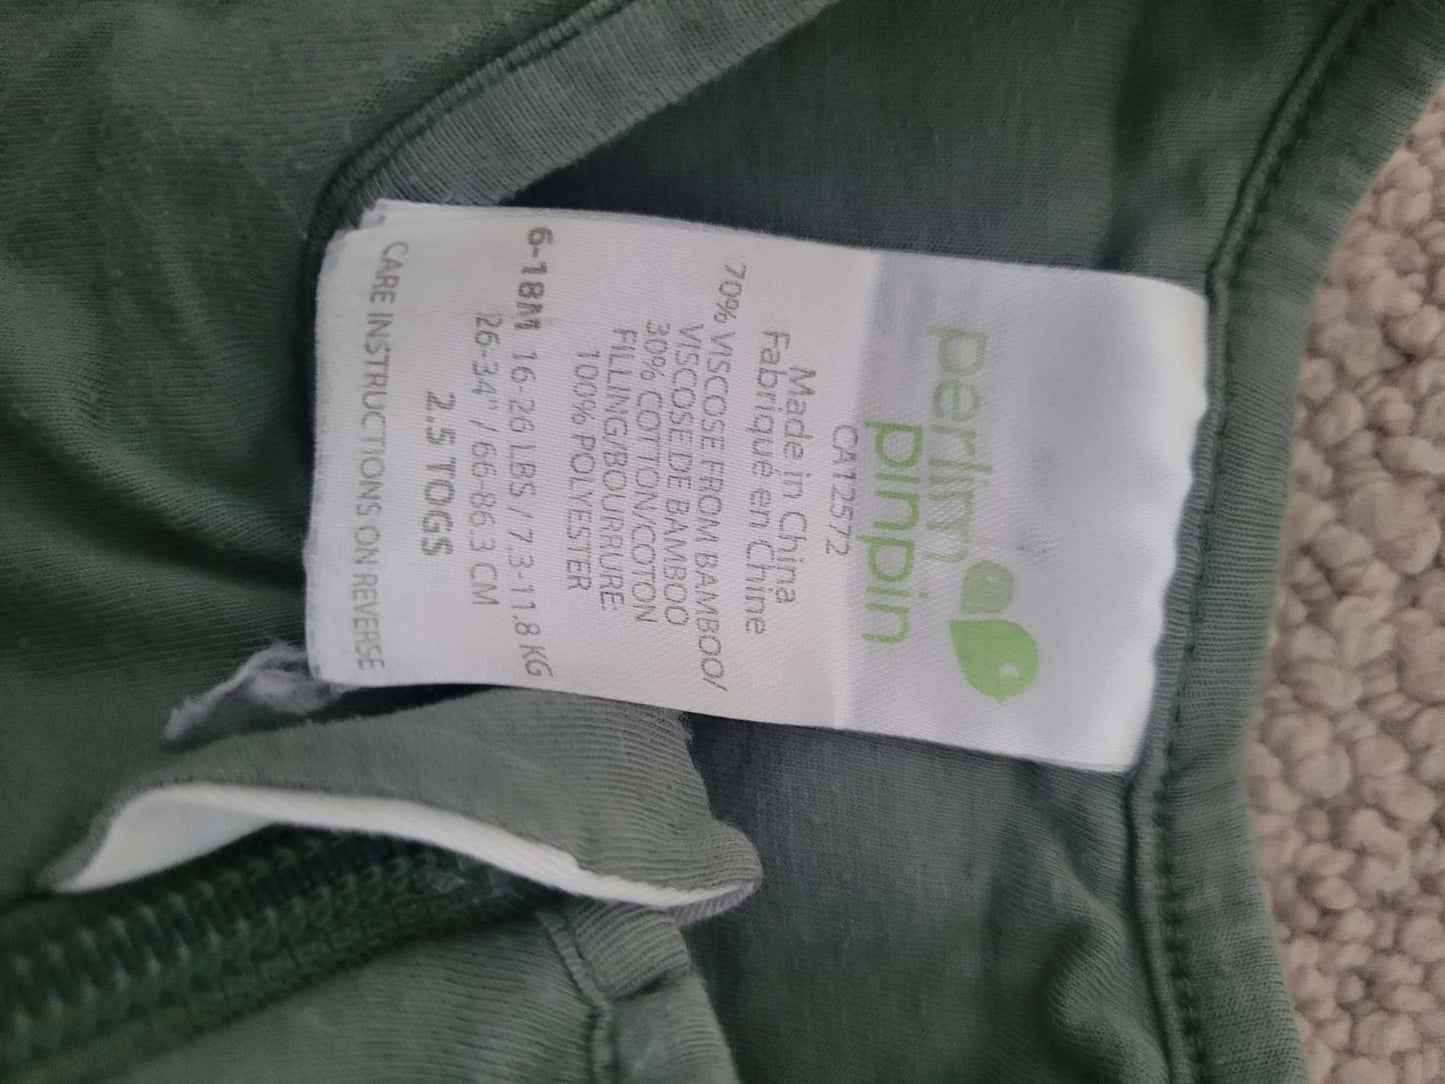 perlim
pinpin
CA12572
Made in China
Fabriqué en Chine
70% VISCOSE FROM BAMBOO/
VISCOSE DE BAMBOO
30% COTTON/COTON
FILLING/BOURRURE:
100% POLYESTER
6-18M 16-26LBS / 7.3-11.8 KG
26-34" / 66-86.3 CM
2.5 TOGS
CARE INSTRUCTIONS ON REVERSE